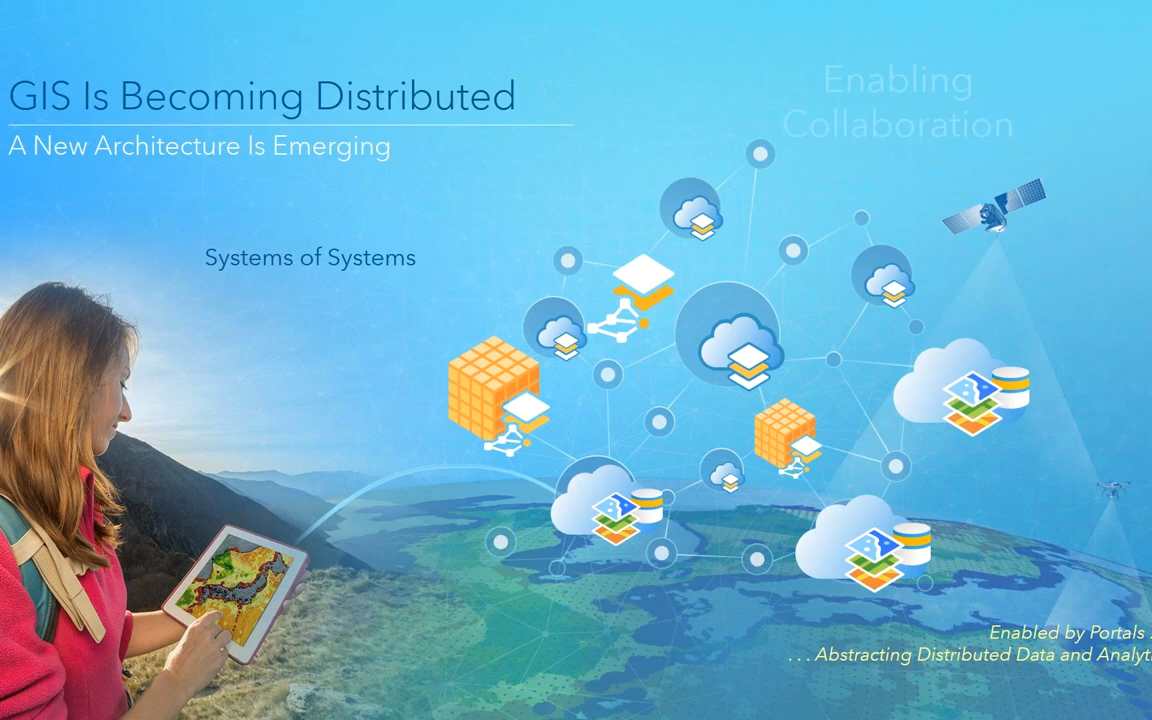 GIS Is Becoming Distributed
A New Architecture Is Emerging
Enabling
Collaboration
Systems of Systems
Enabled by Portals .
. . . Abstracting Distributed Data and Analyt